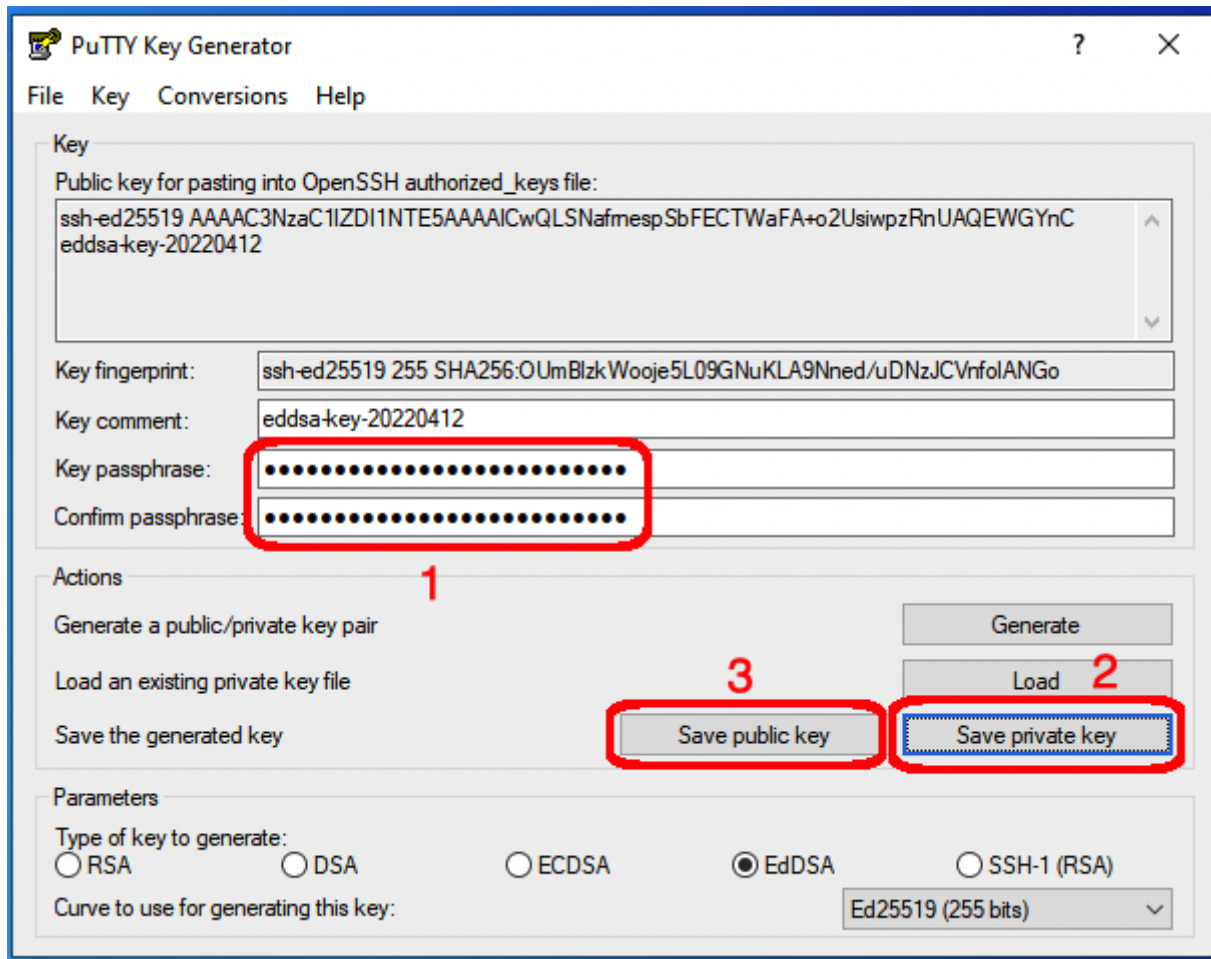 PuTTY Key Generator
File Key Conversions Help
Key
Public key for pasting into OpenSSH authorized_keys file:
ssh-ed25519 AAAAC3NzaC1lZDI1NTE5AAAAICwQLSNafrnespSbFECTWaFA+o2UsiwpzRnUAQEWGYnC
eddsa-key-20220412
Key fingerprint: ssh-ed25519 255 SHA256:OUmBlzkWooje5L09GNuKLA9Nned/uDNzJCVnfolANGo
Key comment: eddsa-key-20220412
Key passphrase: ••••••••••••••••••••••••••
Confirm passphrase: ••••••••••••••••••••••••••
1
Actions
Generate a public/private key pair Generate
Load an existing private key file 3 Load 2
Save the generated key Save public key Save private key
Parameters
Type of key to generate:
RSA DSA ECDSA EdDSA SSH-1 (RSA)
Curve to use for generating this key: Ed25519 (255 bits)